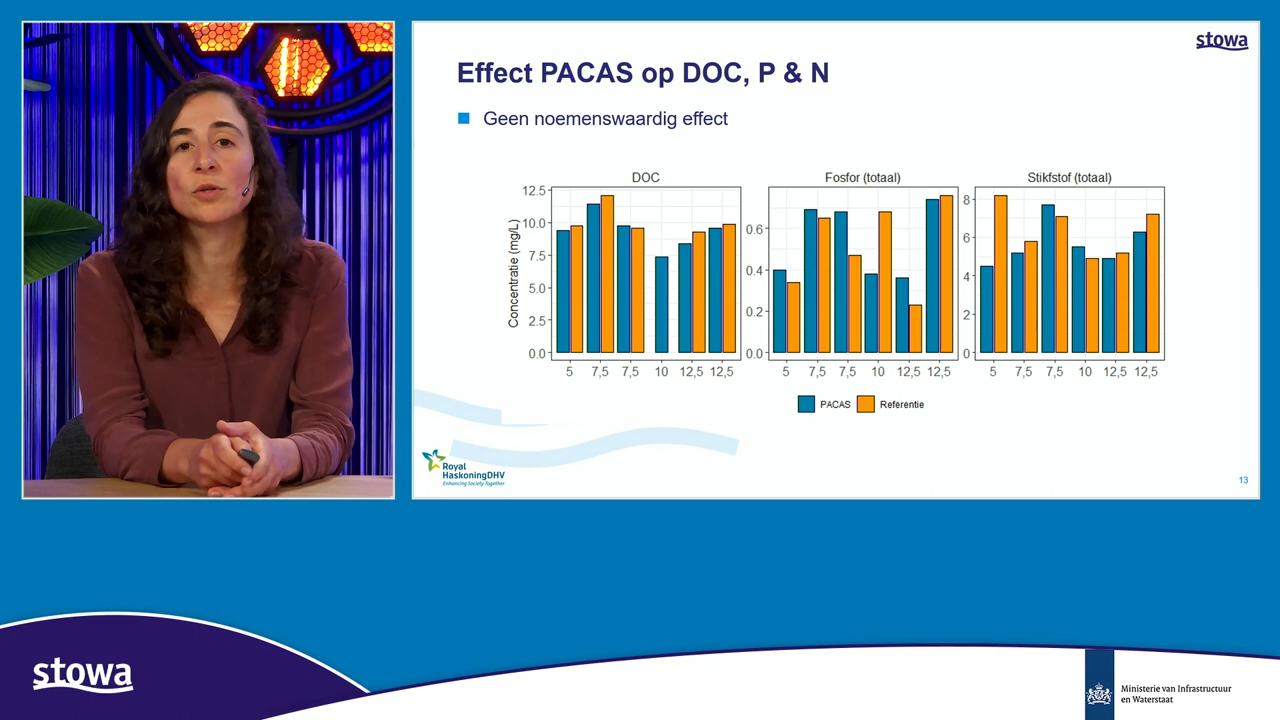 stowa
Effect PACAS op DOC, P & N
Geen noemenswaardig effect
DOC
Fosfor (totaal)
Stikfstof (totaal)
Concentratie (mg/L)
12.5
10.0
7.5
5.0
2.5
0.0
0.6
0.4
0.2
0.0
8
6
4
2
0
5 7,5 7,5 10 12,5 12,5
5 7,5 7,5 10 12,5 12,5
5 7,5 7,5 10 12,5 12,5
PACAS Referentie
Royal
HaskoningDHV
Enhancing Society Together
13
stowa
Ministerie van Infrastructuur
en Waterstaat